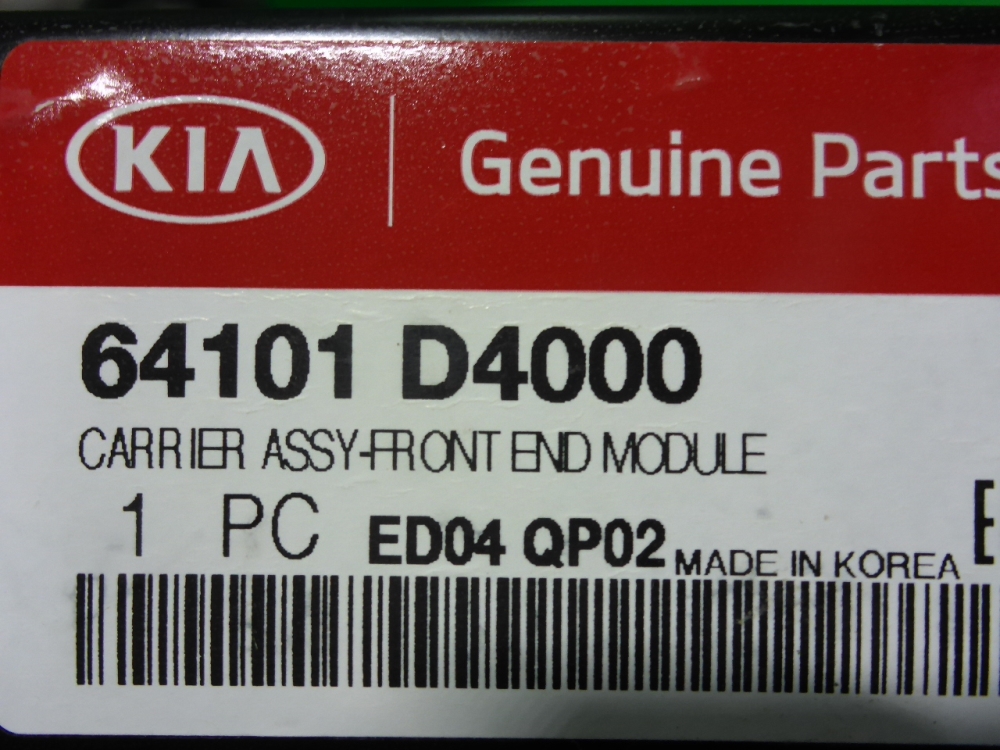 KIA Genuine Parts
64101 D4000
CARRIER ASSY-FRONT END MODULE
1 PC ED04 QP02 MADE IN KOREA